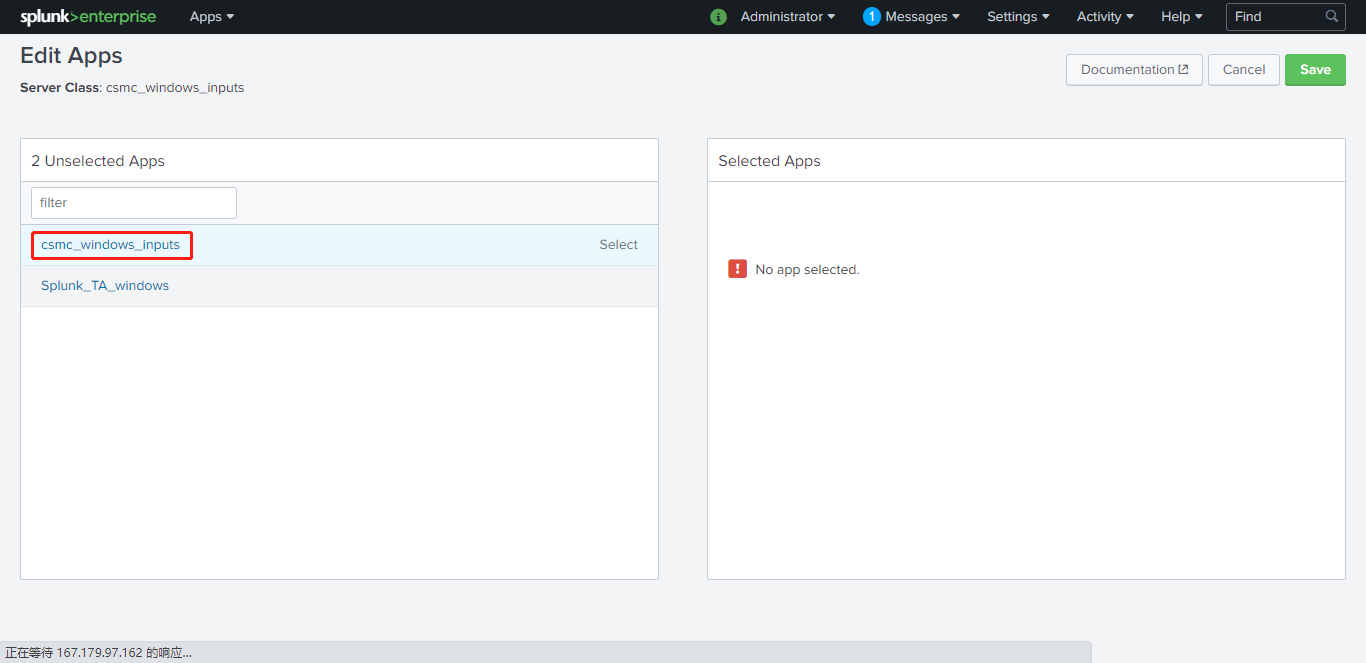 splunk>enterprise Apps i Administrator 1 Messages Settings Activity Help Find
Edit Apps
Server Class: csmc_windows_inputs
Documentation Cancel Save
2 Unselected Apps
filter
csmc_windows_inputs Select
Splunk_TA_windows
Selected Apps
! No app selected.
正在等待 167.179.97.162 的响应...